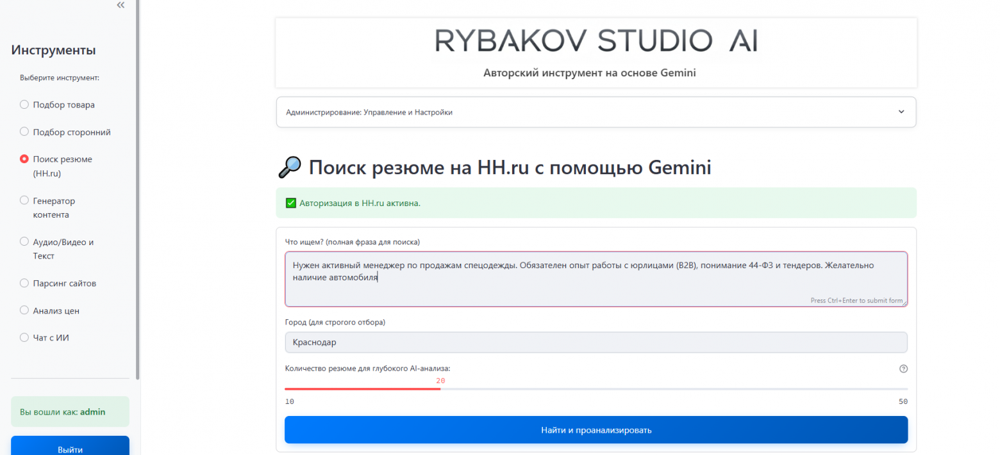 Инструменты
Выберите инструмент:
Подбор товара
Подбор сторонний
Поиск резюме
(HH.ru)
Генератор
контента
Аудио/Видео и
Текст
Парсинг сайтов
Анализ цен
Чат с ИИ
Вы вошли как: admin
Выйти
RYBAKOV STUDIO AI
Авторский инструмент на основе Gemini
Администрирование: Управление и Настройки
Поиск резюме на HH.ru с помощью Gemini
Авторизация в HH.ru активна.
Что ищем? (полная фраза для поиска)
Нужен активный менеджер по продажам спецодежды. Обязателен опыт работы с юрлицами (B2B), понимание 44-ФЗ и тендеров. Желательно
наличие автомобиля
Press Ctrl+Enter to submit form
Город (для строгого отбора)
Краснодар
Количество резюме для глубокого AI-анализа:
20
10 50
Найти и проанализировать